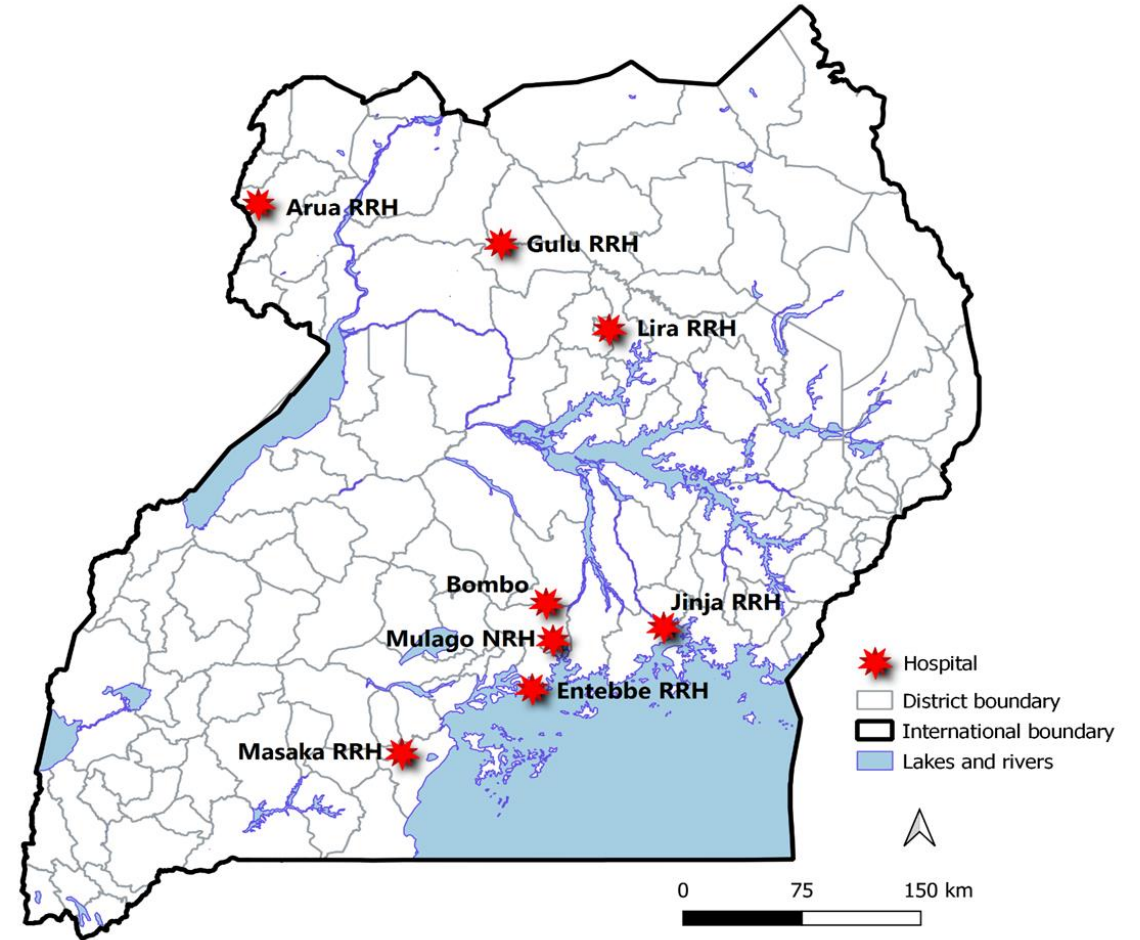 Arua RRH
Gulu RRH
Lira RRH
Bombo
Jinja RRH
Mulago NRH
Entebbe RRH
Masaka RRH
Hospital
District boundary
International boundary
Lakes and rivers
0 75 150 km